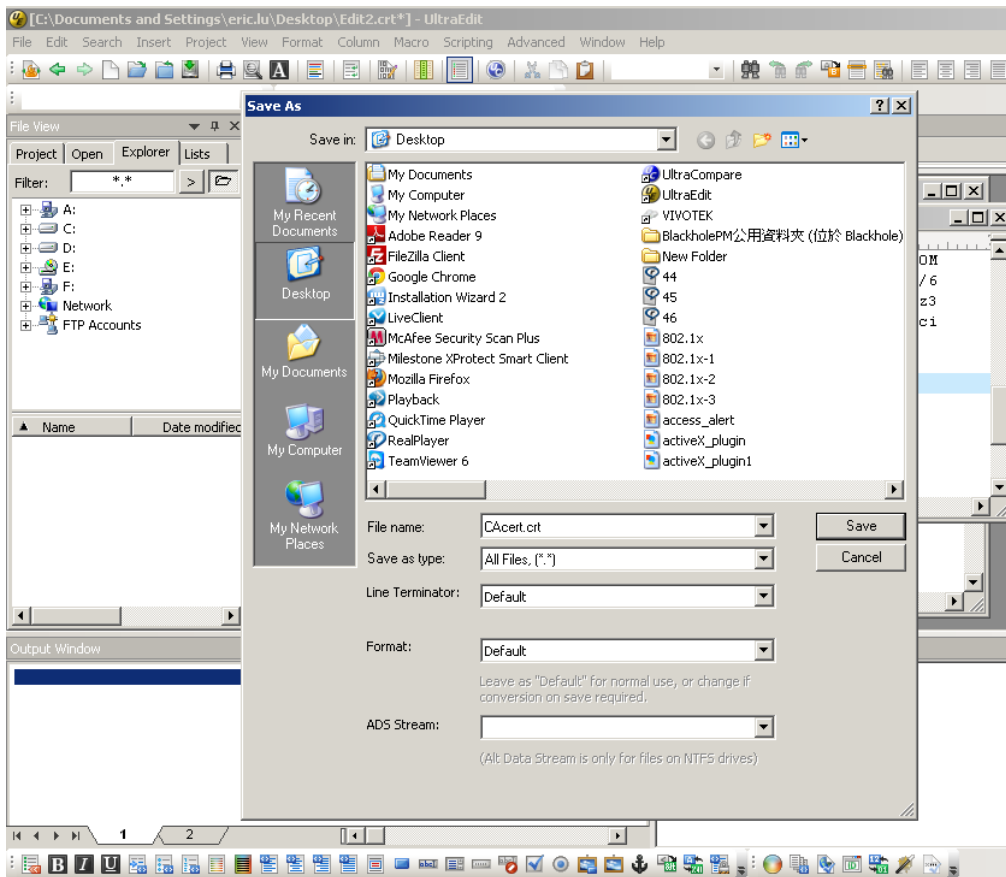 [C:\Documents and Settings\eric.lu\Desktop\Edit2.crt*] - UltraEdit
File Edit Search Insert Project View Format Column Macro Scripting Advanced Window Help
File View
Project Open Explorer Lists
Filter: *.* >
A:
C:
D:
E:
F:
Network
FTP Accounts
Name Date modified
Save As
Save in: Desktop
My Recent Documents
Desktop
My Documents
My Computer
My Network Places
My Documents
My Computer
My Network Places
Adobe Reader 9
FileZilla Client
Google Chrome
Installation Wizard 2
LiveClient
McAfee Security Scan Plus
Milestone XProtect Smart Client
Mozilla Firefox
Playback
QuickTime Player
RealPlayer
TeamViewer 6
UltraCompare
UltraEdit
VIVOTEK
BlackholePM公用資料夾 (位於 Blackhole)
New Folder
44
45
46
802.1x
802.1x-1
802.1x-2
802.1x-3
access_alert
activeX_plugin
activeX_plugin1
File name: CAcert.crt Save
Save as type: All Files, (*.*) Cancel
Line Terminator: Default
Format: Default
Leave as "Default" for normal use, or change if
conversion on save required.
ADS Stream:
(Alt Data Stream is only for files on NTFS drives)
OM
/6
z3
ci
Output Window
1 2
B I U